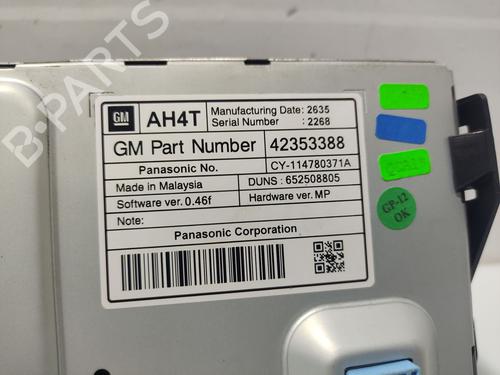 B-PARTS
GM
AH4T
Manufacturing Date: 2635
Serial Number : 2268
GM Part Number 42353388
Panasonic No. CY-114780371A
Made in Malaysia DUNS : 652508805
Software ver. 0.46f Hardware ver. MP
Note:
Panasonic Corporation
GP-12
OK